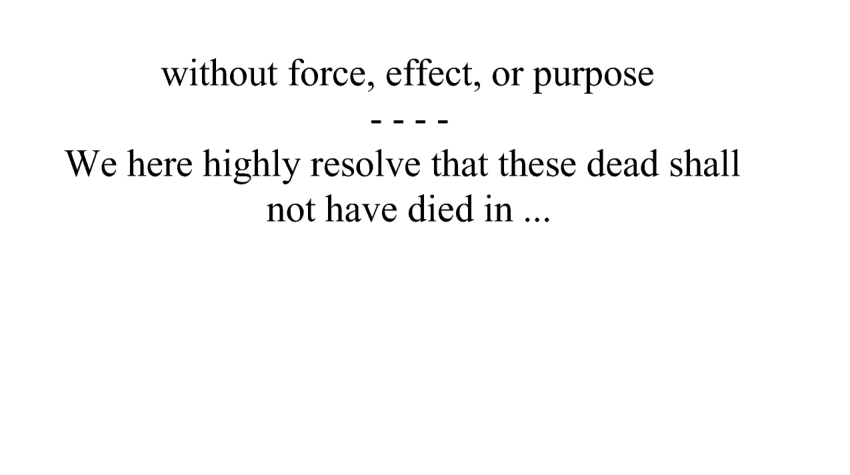 without force, effect, or purpose
- - - -
We here highly resolve that these dead shall
not have died in ...